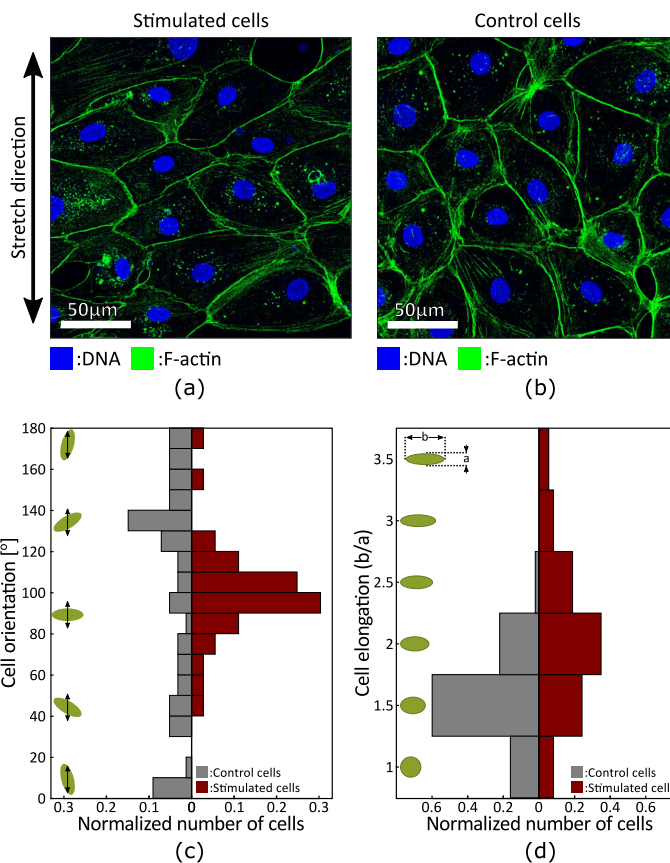 Stimulated cells
Control cells
Stretch direction
50µm
50µm
:DNA :F-actin
:DNA :F-actin
(a)
(b)
180
160
140
120
100
80
60
40
20
0
Cell orientation [°]
0.3 0.2 0.1 0 0.1 0.2 0.3
Normalized number of cells
:Control cells
:Stimulated cells
(c)
b
a
3.5
3
2.5
2
1.5
1
Cell elongation (b/a)
0.6 0.4 0.2 0 0.2 0.4 0.6
Normalized number of cells
:Control cells
:Stimulated cells
(d)